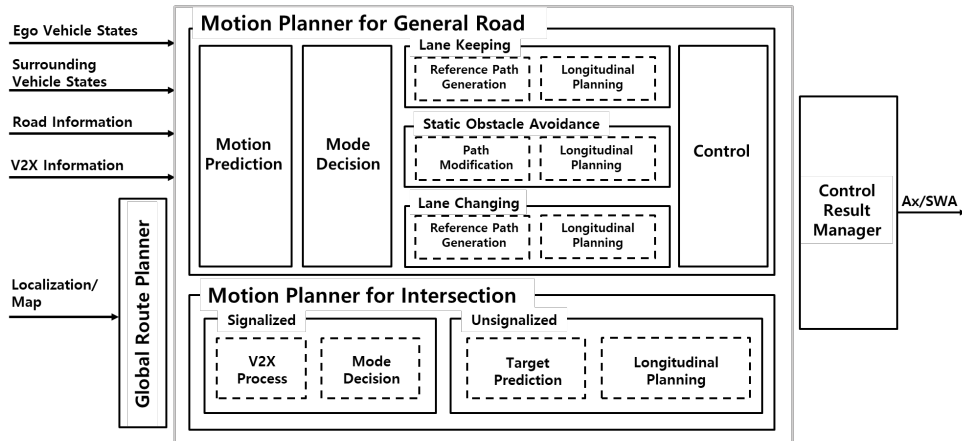 Ego Vehicle States
Surrounding
Vehicle States
Road Information
V2X Information
Localization/
Map
Global Route Planner
Motion Planner for General Road
Motion
Prediction
Mode
Decision
Lane Keeping
Reference Path
Generation
Longitudinal
Planning
Static Obstacle Avoidance
Path
Modification
Longitudinal
Planning
Lane Changing
Reference Path
Generation
Longitudinal
Planning
Control
Motion Planner for Intersection
Signalized
V2X
Process
Mode
Decision
Unsignalized
Target
Prediction
Longitudinal
Planning
Control
Result
Manager
Ax/SWA